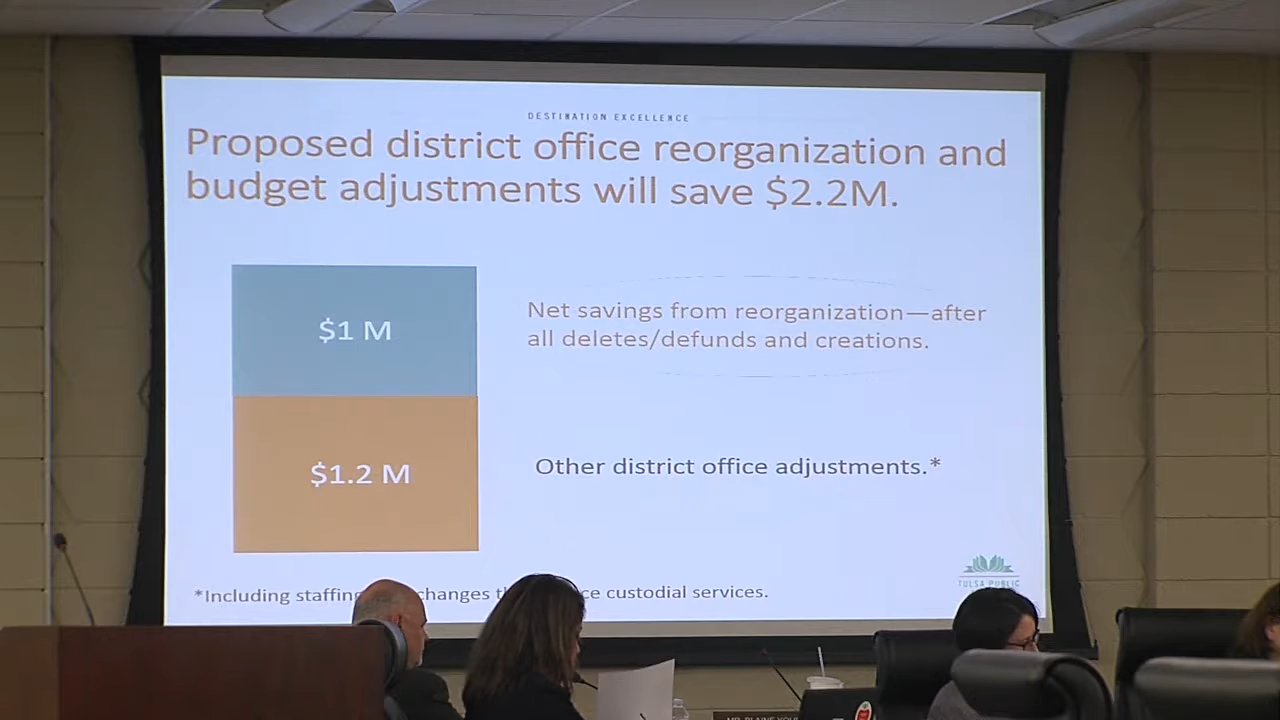 DESTINATION EXCELLENCE
Proposed district office reorganization and
budget adjustments will save $2.2M.
$1 M
Net savings from reorganization—after
all deletes/defunds and creations.
$1.2 M
Other district office adjustments.*
TULSA PUBLIC
*Including staffing changes custodial services.